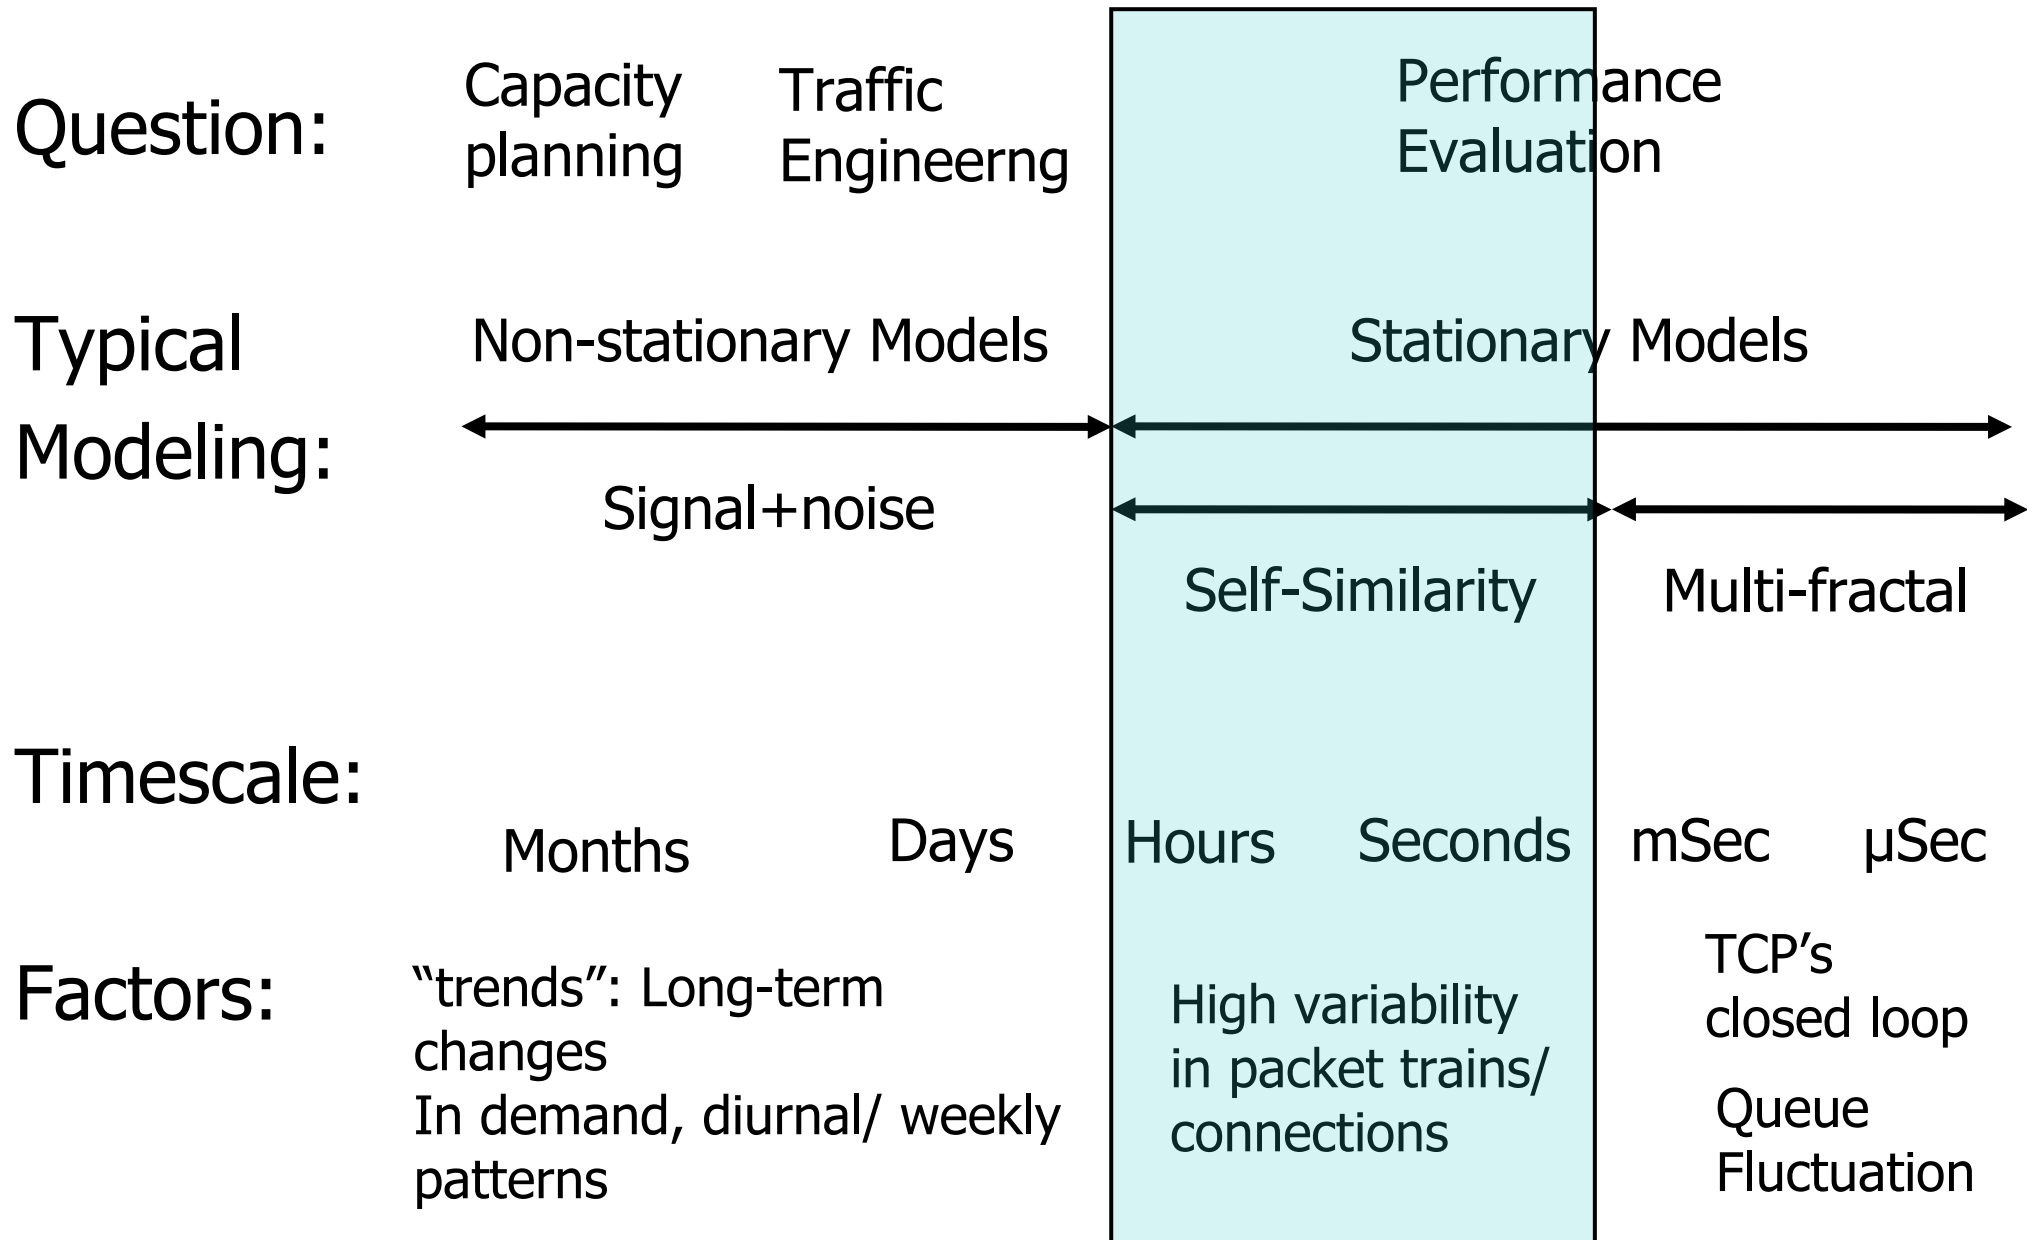 Question:
Capacity
planning
Traffic
Engineerng
Performance
Evaluation
Typical
Modeling:
Non-stationary Models
Stationary Models
Signal+noise
Self-Similarity
Multi-fractal
Timescale:
Months
Days
Hours
Seconds
mSec
µSec
Factors:
“trends”: Long-term
changes
In demand, diurnal/ weekly
patterns
High variability
in packet trains/
connections
TCP’s
closed loop
Queue
Fluctuation